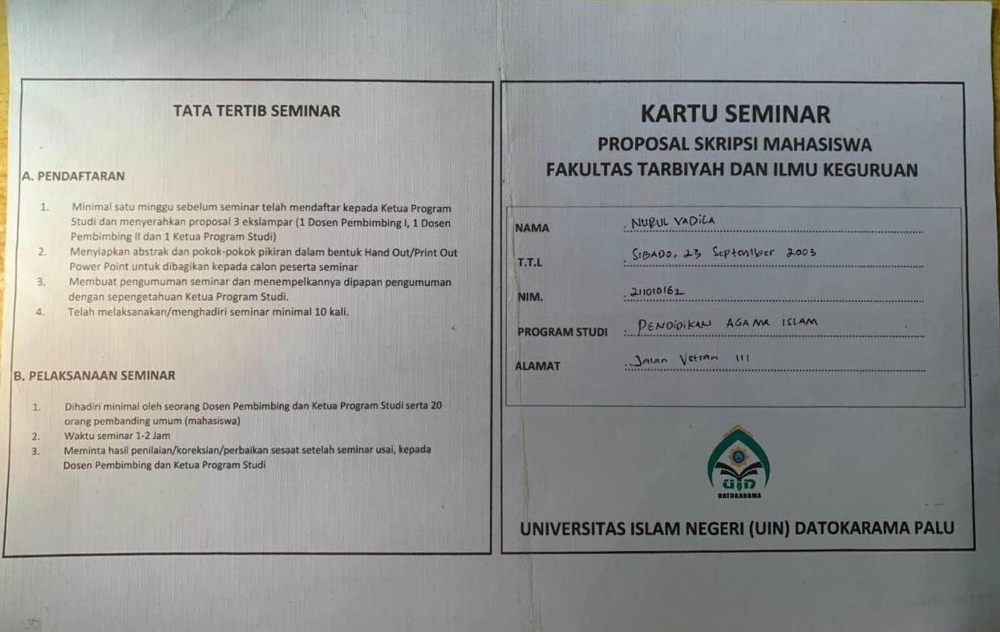 TATA TERTIB SEMINAR
A. PENDAFTARAN
1. Minimal satu minggu sebelum seminar telah mendaftar kepada Ketua Program
Studi dan menyerahkan proposal 3 ekslampar (1 Dosen Pembimbing I, 1 Dosen
Pembimbing II dan 1 Ketua Program Studi)
2. Menyiapkan abstrak dan pokok-pokok pikiran dalam bentuk Hand Out/Print Out
Power Point untuk dibagikan kepada calon peserta seminar
3. Membuat pengumuman seminar dan menempelkannya dipapan pengumuman
dengan sepengetahuan Ketua Program Studi.
4. Telah melaksanakan/menghadiri seminar minimal 10 kali.
B. PELAKSANAAN SEMINAR
1. Dihadiri minimal oleh seorang Dosen Pembimbing dan Ketua Program Studi serta 20
orang pembanding umum (mahasiswa)
2. Waktu seminar 1-2 Jam
3. Meminta hasil penilaian/koreksian/perbaikan sesaat setelah seminar usai, kepada
Dosen Pembimbing dan Ketua Program Studi
KARTU SEMINAR
PROPOSAL SKRIPSI MAHASISWA
FAKULTAS TARBIYAH DAN ILMU KEGURUAN
NAMA : NURUL VADILA
T.T.L : SIBADO, 23 September 2003
NIM. : 211010162
PROGRAM STUDI : PENDIDIKAN AGAMA ISLAM
ALAMAT : Jalan Vetran III
UIN
DATOKARAMA
UNIVERSITAS ISLAM NEGERI (UIN) DATOKARAMA PALU